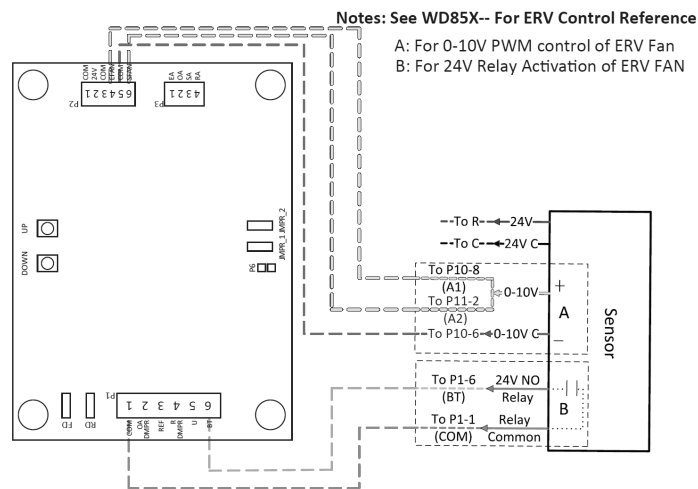 Notes: See WD85X-- For ERV Control Reference
A: For 0-10V PWM control of ERV Fan
B: For 24V Relay Activation of ERV FAN
COM
24V
COM
EFAN
COM
SFAN
EA
OA
SA
RA
6 5 4 3 2 1
4 3 2 1
P2
P3
UP
DOWN
JMPR_1
JMPR_2
P6
FD
RD
P1
1 2 3 4 5 6
COM
OA DMPR
REF
R DMPR
U
BT
To R
24V
To C
24V C
To P10-8
(A1)
To P11-2
(A2)
0-10V
To P10-6
0-10V C
+
A
–
Sensor
To P1-6
(BT)
24V NO
Relay
B
To P1-1
(COM)
Relay
Common